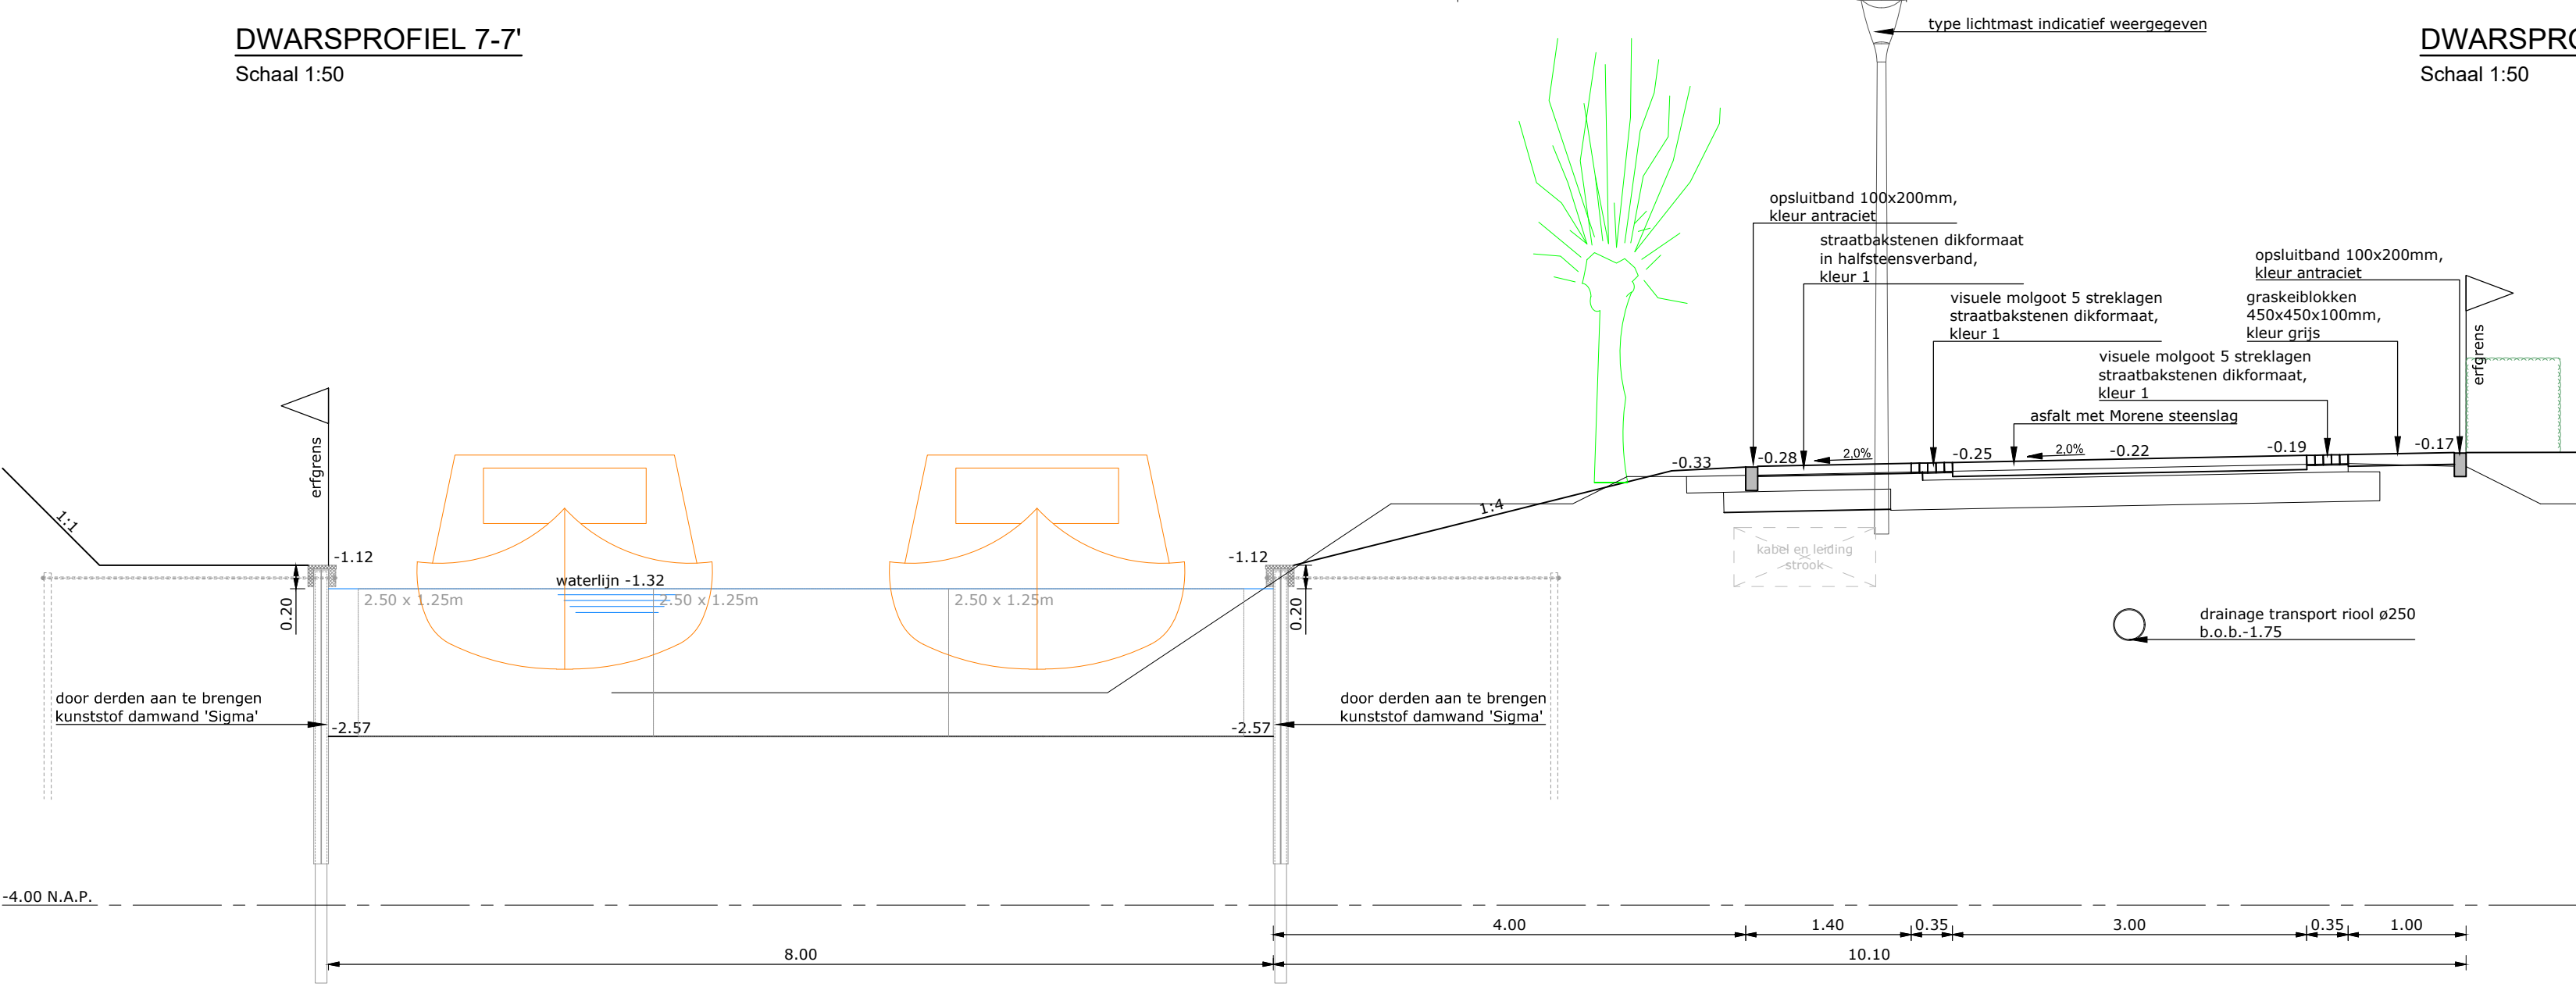 DWARSPROFIEL 7-7'
Schaal 1:50
DWARSPRO
Schaal 1:50
type lichtmast indicatief weergegeven
opsluitband 100x200mm,
kleur antraciet
straatbakstenen dikformaat
in halfsteensverband,
kleur 1
visuele molgoot 5 streklagen
straatbakstenen dikformaat,
kleur 1
opsluitband 100x200mm,
kleur antraciet
graskeiblokken
450x450x100mm,
kleur grijs
visuele molgoot 5 streklagen
straatbakstenen dikformaat,
kleur 1
asfalt met Morene steenslag
erfgrens
erfgrens
-0.33
-0.28
2,0%
-0.25
2,0%
-0.22
-0.19
-0.17
1:1
1:4
-1.12
-1.12
waterlijn -1.32
0.20
0.20
2.50 x 1.25m
2.50 x 1.25m
2.50 x 1.25m
kabel en leiding
strook
drainage transport riool ø250
b.o.b.-1.75
door derden aan te brengen
kunststof damwand 'Sigma'
door derden aan te brengen
kunststof damwand 'Sigma'
-2.57
-2.57
-4.00 N.A.P.
4.00
1.40
0.35
3.00
0.35
1.00
8.00
10.10